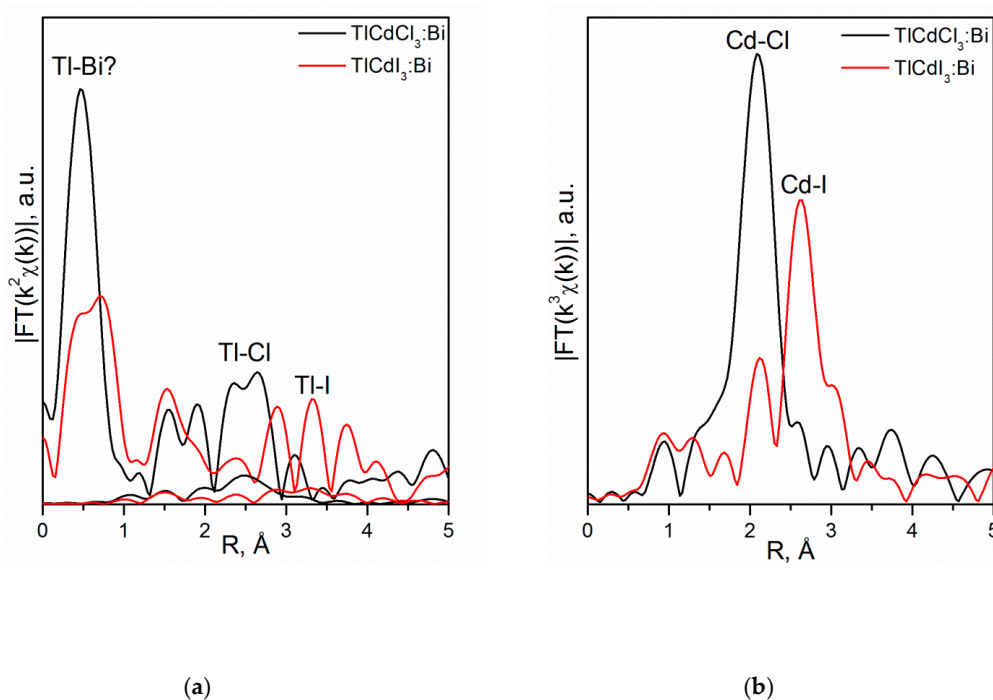 TlCdCl₃:Bi
TlCdI₃:Bi
Tl-Bi?
Tl-Cl
Tl-I
|FT(k²χ(k))|, a.u.
0 1 2 3 4 5
R, Å
(a)
TlCdCl₃:Bi
TlCdI₃:Bi
Cd-Cl
Cd-I
|FT(k³χ(k))|, a.u.
0 1 2 3 4 5
R, Å
(b)